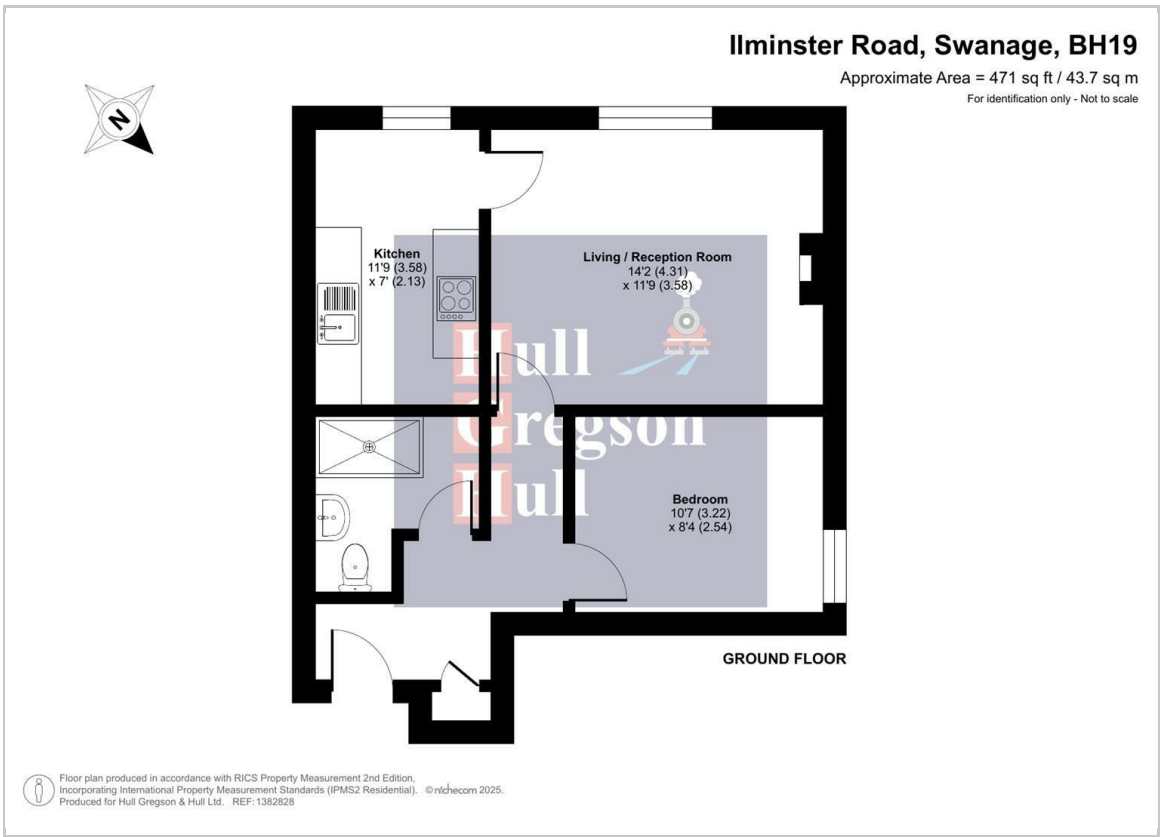 Ilminster Road, Swanage, BH19
Approximate Area = 471 sq ft / 43.7 sq m
For identification only - Not to scale
N
Kitchen
11'9 (3.58)
x 7' (2.13)
Living / Reception Room
14'2 (4.31)
x 11'9 (3.58)
Hull
Gregson
Hull
Bedroom
10'7 (3.22)
x 8'4 (2.54)
GROUND FLOOR
Floor plan produced in accordance with RICS Property Measurement 2nd Edition,
Incorporating International Property Measurement Standards (IPMS2 Residential). © nichecom 2025.
Produced for Hull Gregson & Hull Ltd. REF: 1382828